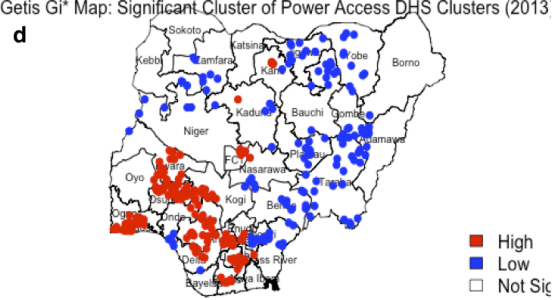 Getis Gi* Map: Significant Cluster of Power Access DHS Clusters (2013
d
Sokoto
Katsina
Yobe
Borno
Kebbi
Zamfara
Kano
Kaduna
Bauchi
Gombe
Adamawa
Niger
FCT
Plateau
Nasarawa
Kwara
Oyo
Taraba
Kogi
Osun
Benue
Ogun
Ondo
Enugu
Cross River
Delta
Bayelsa
Akwa Ibom
High
Low
Not Sig